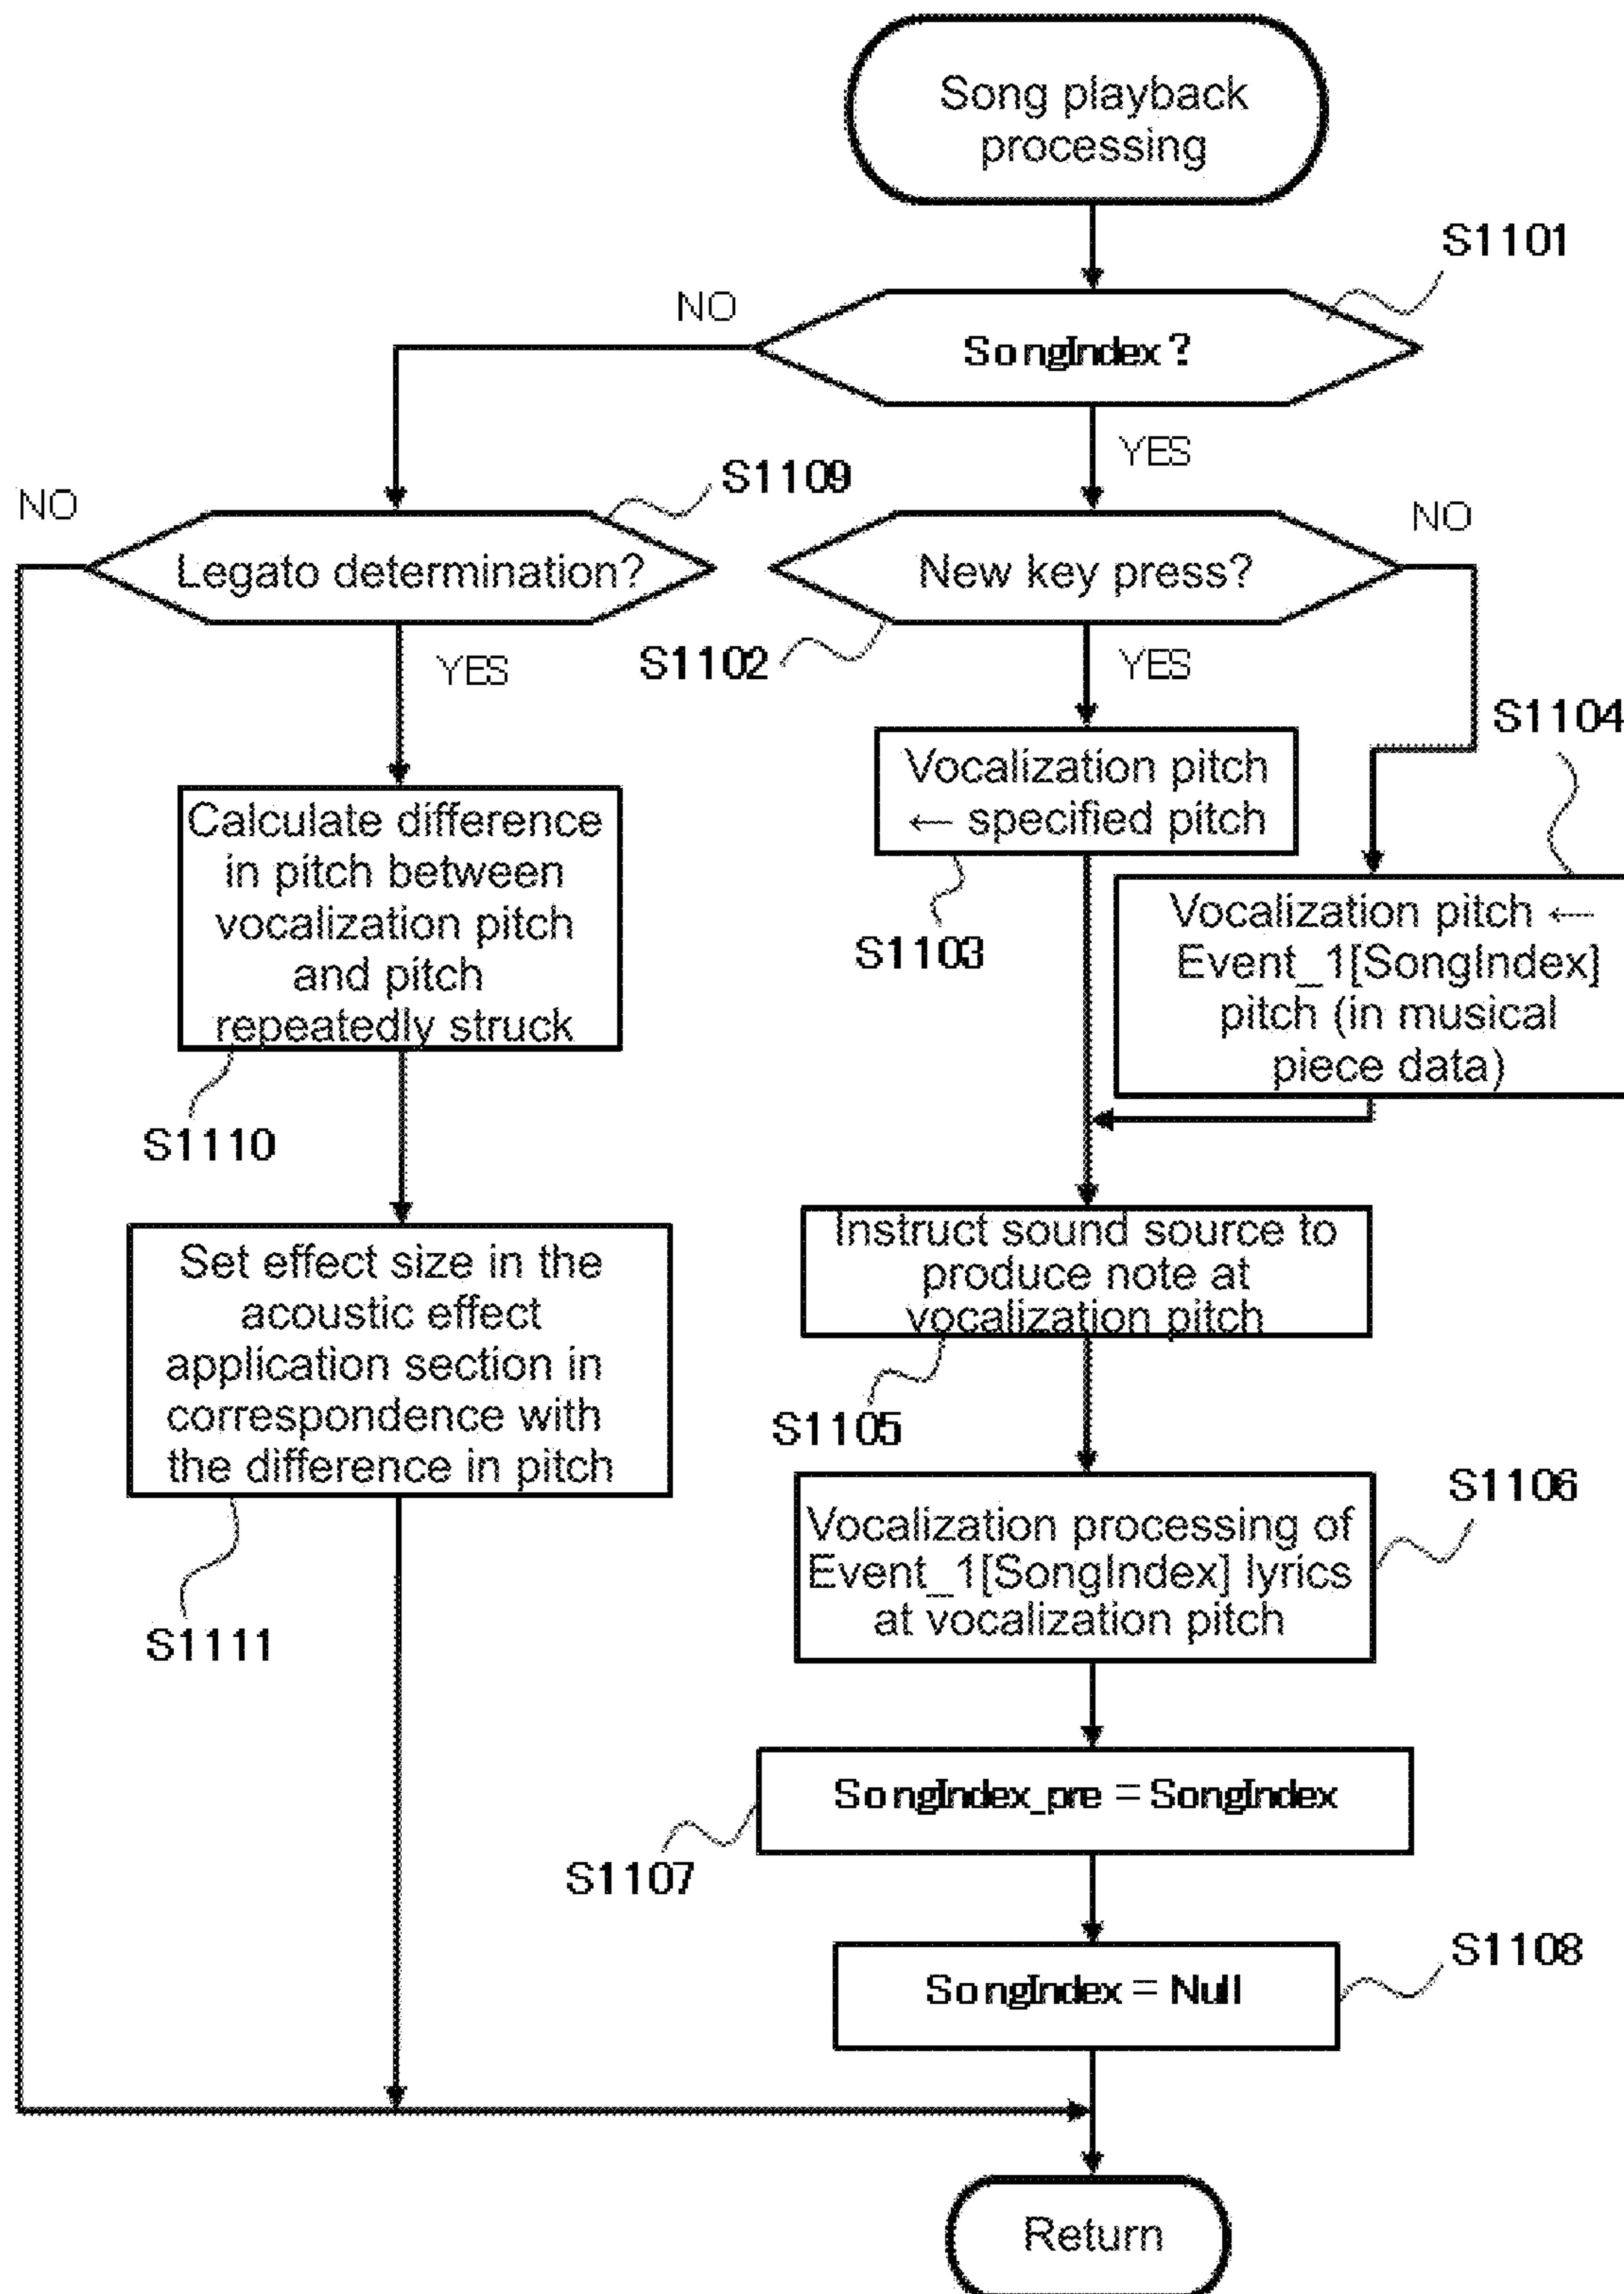 Song playback
processing
S1101
NO
SongIndex?
YES
S1109
NO
Legato determination?
New key press?
NO
S1102
YES
YES
S1104
Vocalization pitch
← specified pitch
S1103
Calculate difference
in pitch between
vocalization pitch
and pitch
repeatedly struck
S1110
Vocalization pitch ←
Event_1[SongIndex]
pitch (in musical
piece data)
Instruct sound source to
produce note at
vocalization pitch
S1105
Set effect size in the
acoustic effect
application section in
correspondence with
the difference in pitch
S1111
S1106
Vocalization processing of
Event_1[SongIndex] lyrics
at vocalization pitch
SongIndex_pre = SongIndex
S1107
SongIndex = Null
S1108
Return